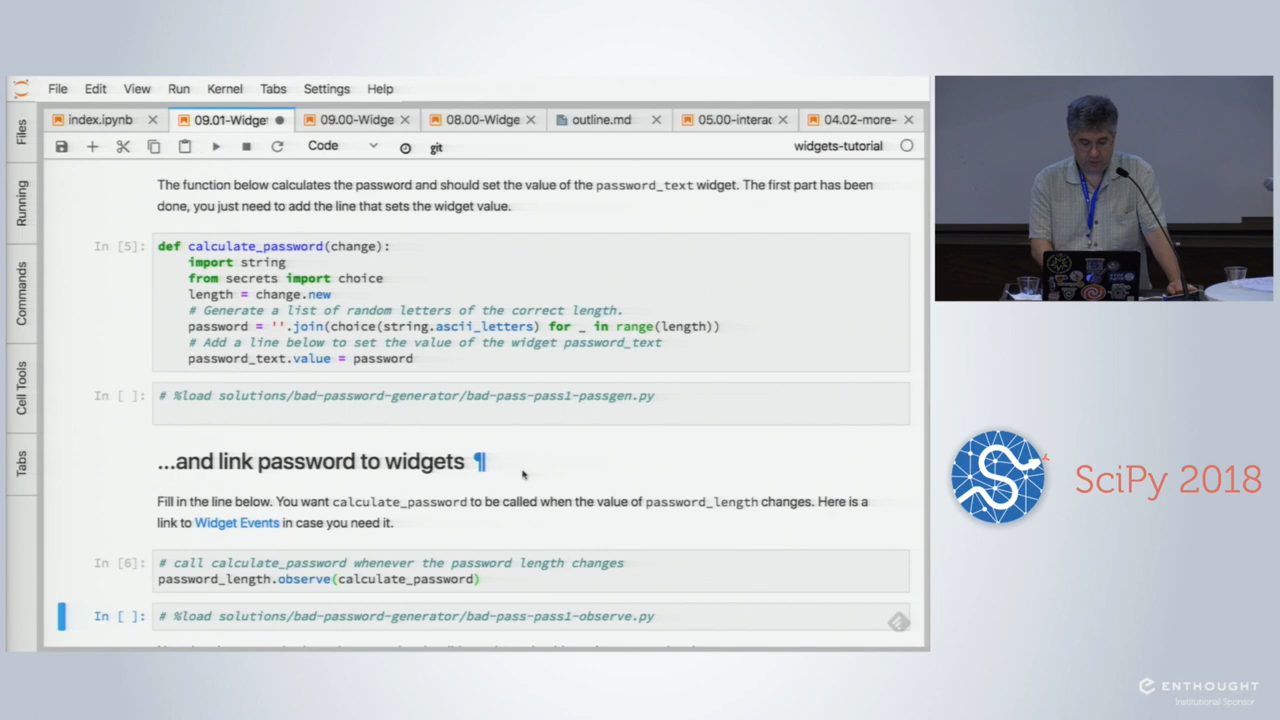 File Edit View Run Kernel Tabs Settings Help
index.ipynb 09.01-Widge 09.00-Widge 08.00-Widge outline.md 05.00-interac 04.02-more-
Code git widgets-tutorial
Files
Running
Commands
Cell Tools
Tabs
The function below calculates the password and should set the value of the password_text widget. The first part has been
done, you just need to add the line that sets the widget value.
In [5]: def calculate_password(change):
import string
from secrets import choice
length = change.new
# Generate a list of random letters of the correct length.
password = ''.join(choice(string.ascii_letters) for _ in range(length))
# Add a line below to set the value of the widget password_text
password_text.value = password
In [ ]: # %load solutions/bad-password-generator/bad-pass-pass1-passgen.py
...and link password to widgets ¶
Fill in the line below. You want calculate_password to be called when the value of password_length changes. Here is a
link to Widget Events in case you need it.
In [6]: # call calculate_password whenever the password length changes
password_length.observe(calculate_password)
In [ ]: # %load solutions/bad-password-generator/bad-pass-pass1-observe.py
SciPy 2018
ENTHOUGHT
Institutional Sponsor